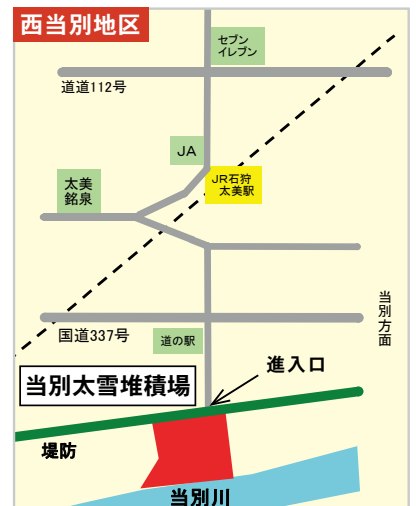 西当別地区
セブン
イレブン
道道112号
JA
JR石狩
太美駅
太美
銘泉
当別方面
国道337号
道の駅
進入口
当別太雪堆積場
堤防
当別川